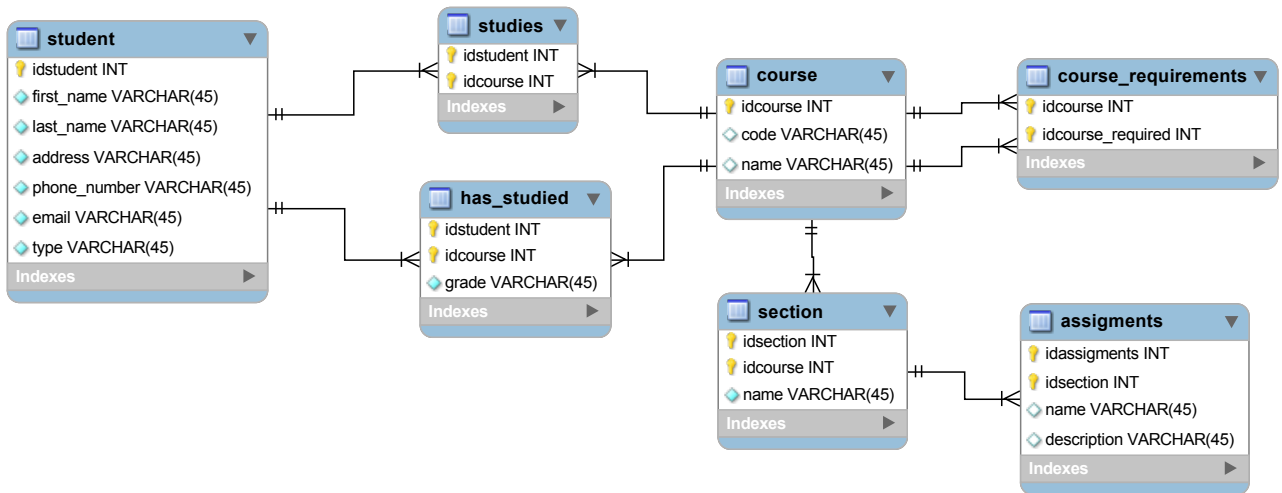 student
idstudent INT
first_name VARCHAR(45)
last_name VARCHAR(45)
address VARCHAR(45)
phone_number VARCHAR(45)
email VARCHAR(45)
type VARCHAR(45)
Indexes
studies
idstudent INT
idcourse INT
Indexes
has_studied
idstudent INT
idcourse INT
grade VARCHAR(45)
Indexes
course
idcourse INT
code VARCHAR(45)
name VARCHAR(45)
Indexes
course_requirements
idcourse INT
idcourse_required INT
Indexes
section
idsection INT
idcourse INT
name VARCHAR(45)
Indexes
assigments
idassigments INT
idsection INT
name VARCHAR(45)
description VARCHAR(45)
Indexes